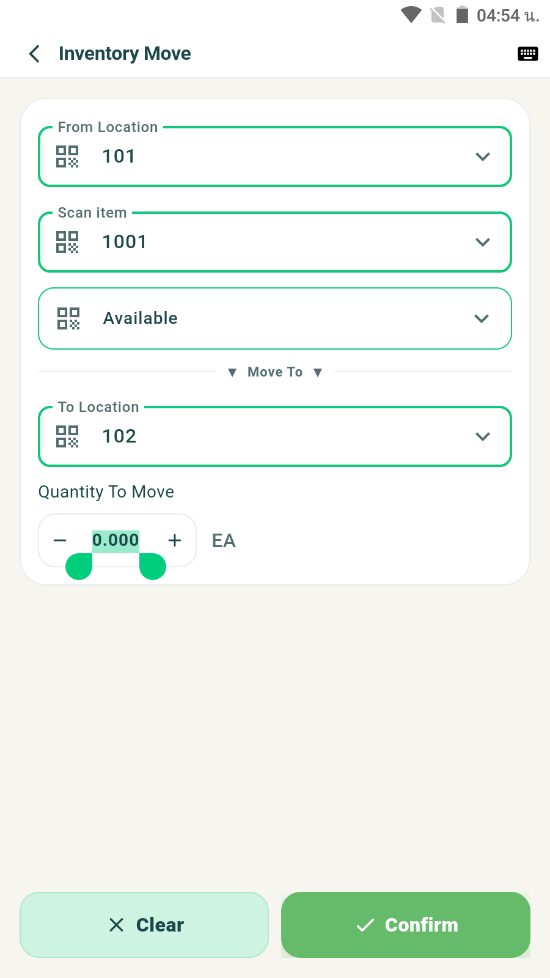 04:54 น.
Inventory Move
From Location
101
Scan item
1001
Available
▼ Move To ▼
To Location
102
Quantity To Move
− 0.000 + EA
Clear
Confirm